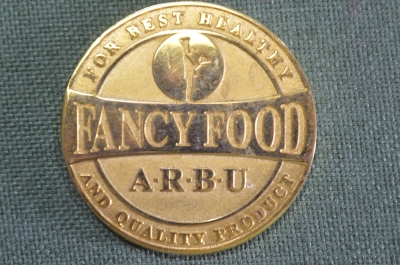 FOR BEST HEALTHY
FANCY FOOD
A·R·B·U
AND QUALITY PRODUCT